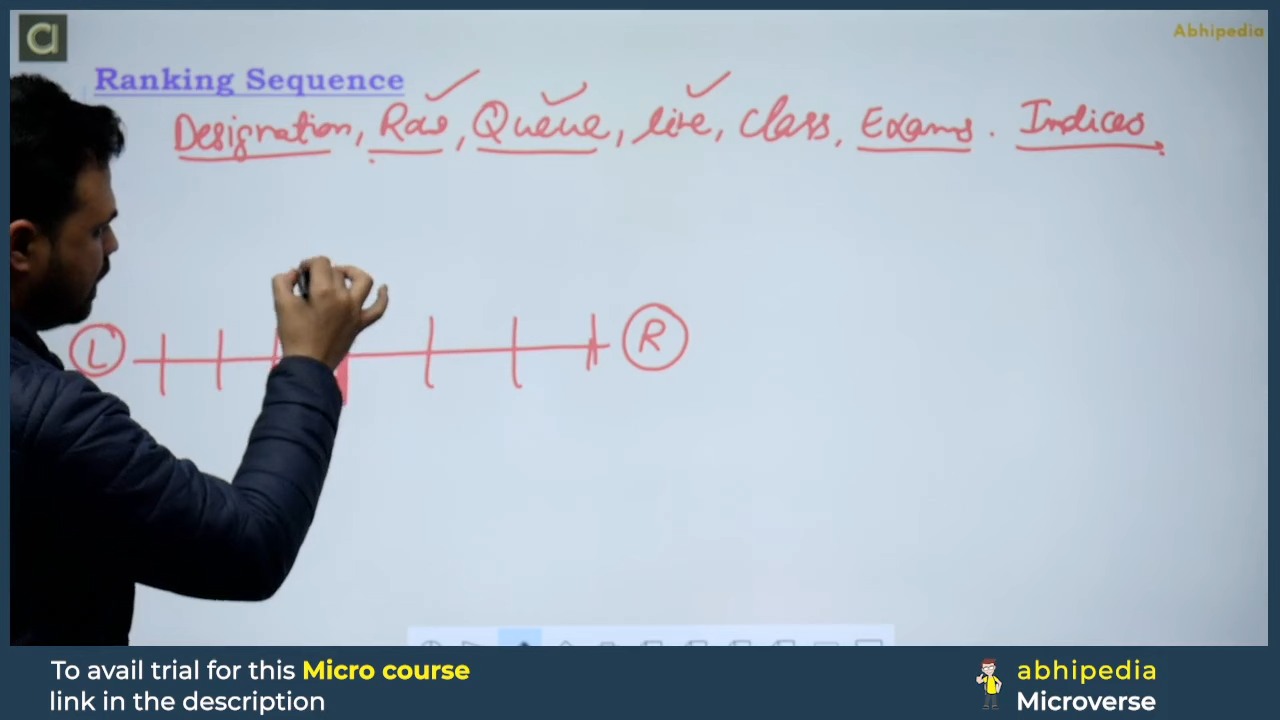 Abhipedia
Ranking Sequence
Designation, Row, Queue, line, Class, Exams. Indices
L
R
To avail trial for this Micro course
link in the description
abhipedia
Microverse